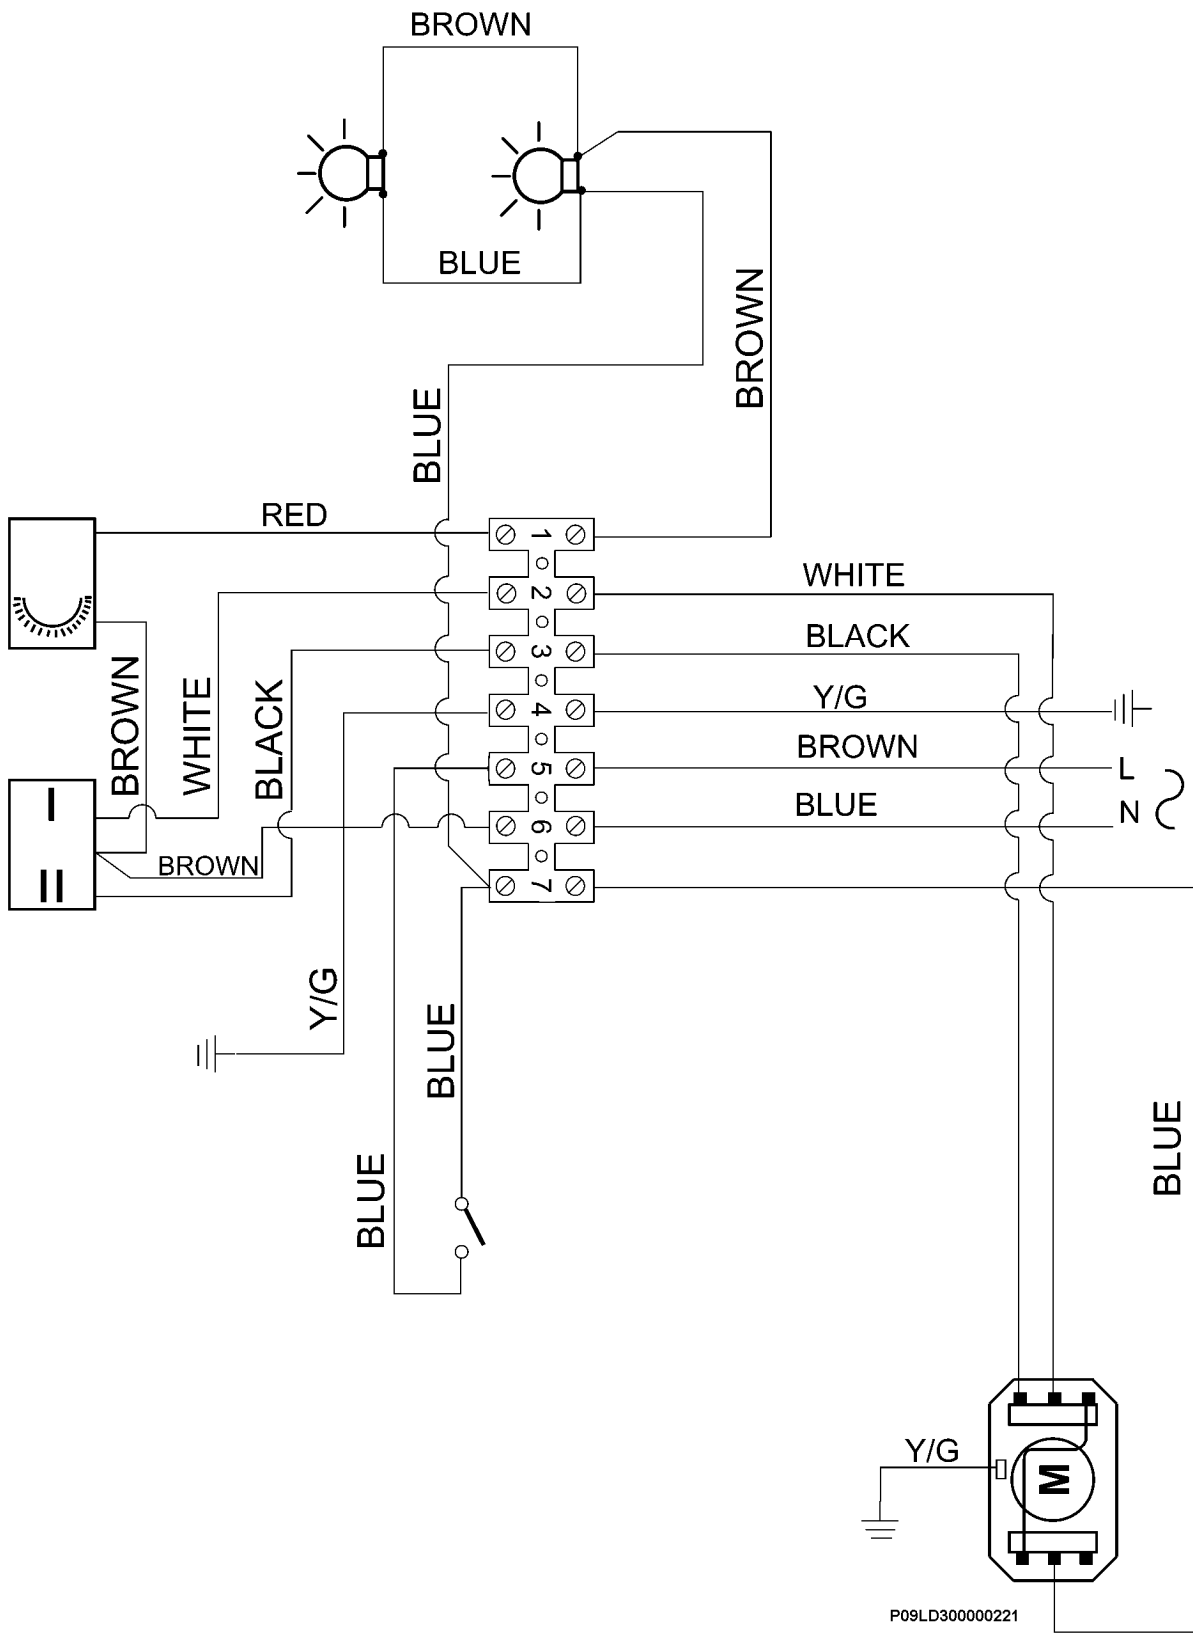 BROWN
BLUE
BROWN
BLUE
RED
1
WHITE
2
BLACK
3
BROWN
WHITE
BLACK
Y/G
4
BROWN
5
L
I
BLUE
6
N
BROWN
II
7
Y/G
BLUE
BLUE
BLUE
Y/G
M
P09LD300000221